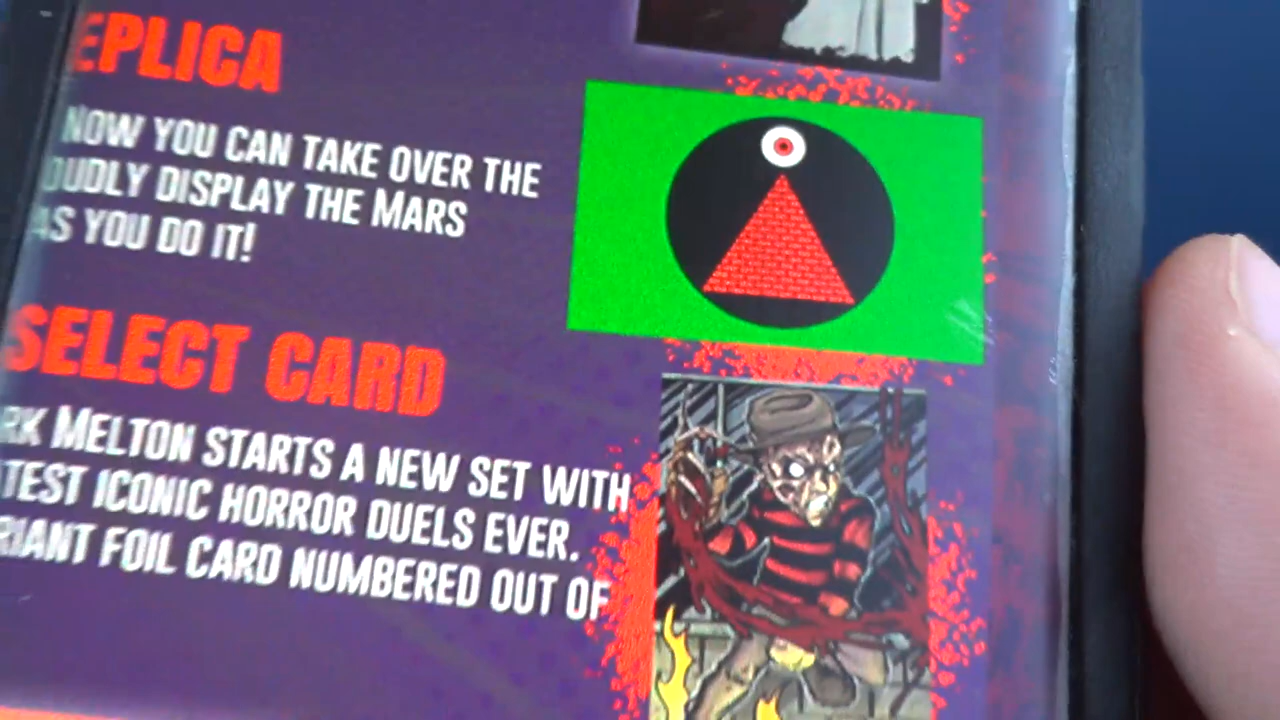 EPLICA
NOW YOU CAN TAKE OVER THE
OUDLY DISPLAY THE MARS
AS YOU DO IT!
SELECT CARD
RK MELTON STARTS A NEW SET WITH
TEST ICONIC HORROR DUELS EVER.
RIANT FOIL CARD NUMBERED OUT OF